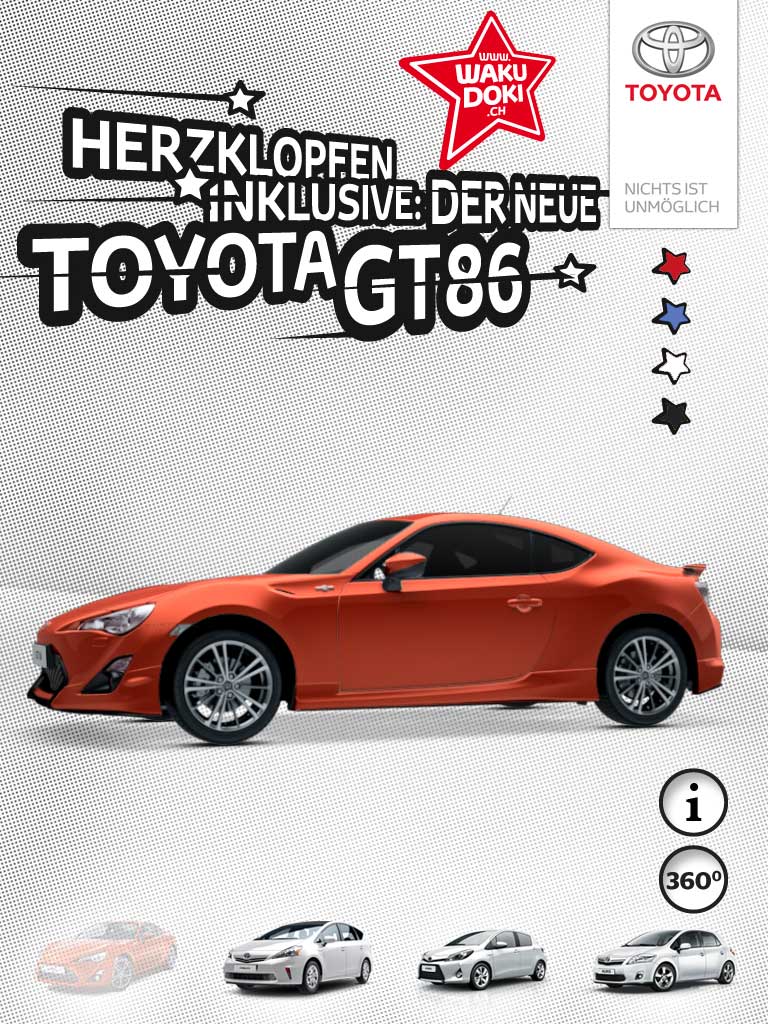 WWW.
WAKU
DOKI
.CH
TOYOTA
NICHTS IST
UNMÖGLICH
HERZKLOPFEN
INKLUSIVE: DER NEUE
TOYOTA GT86
i
360°